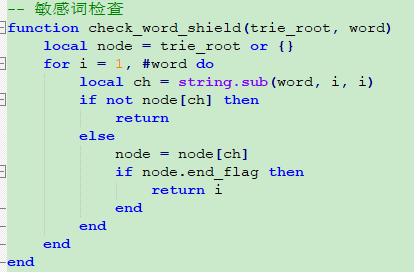 -- 敏感词检查
function check_word_shield(trie_root, word)
    local node = trie_root or {}
    for i = 1, #word do
        local ch = string.sub(word, i, i)
        if not node[ch] then
            return
        else
            node = node[ch]
            if node.end_flag then
                return i
            end
        end
    end
end